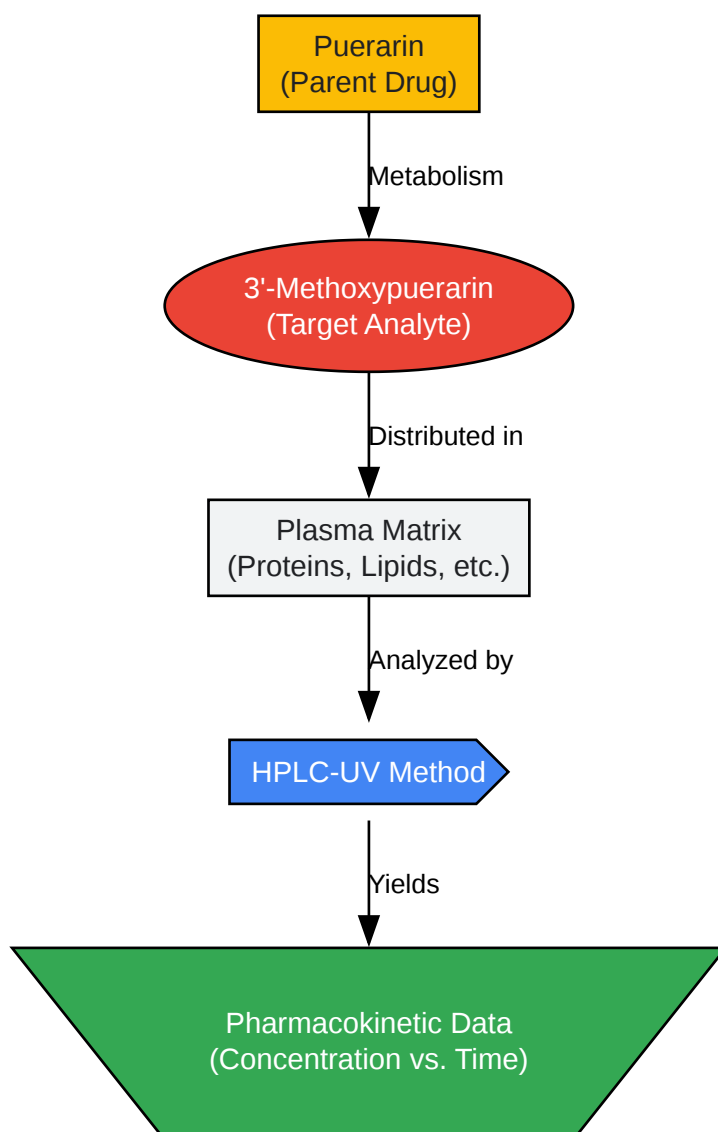 Puerarin
(Parent Drug)
Metabolism
3'-Methoxypuerarin
(Target Analyte)
Distributed in
Plasma Matrix
(Proteins, Lipids, etc.)
Analyzed by
HPLC-UV Method
Yields
Pharmacokinetic Data
(Concentration vs. Time)